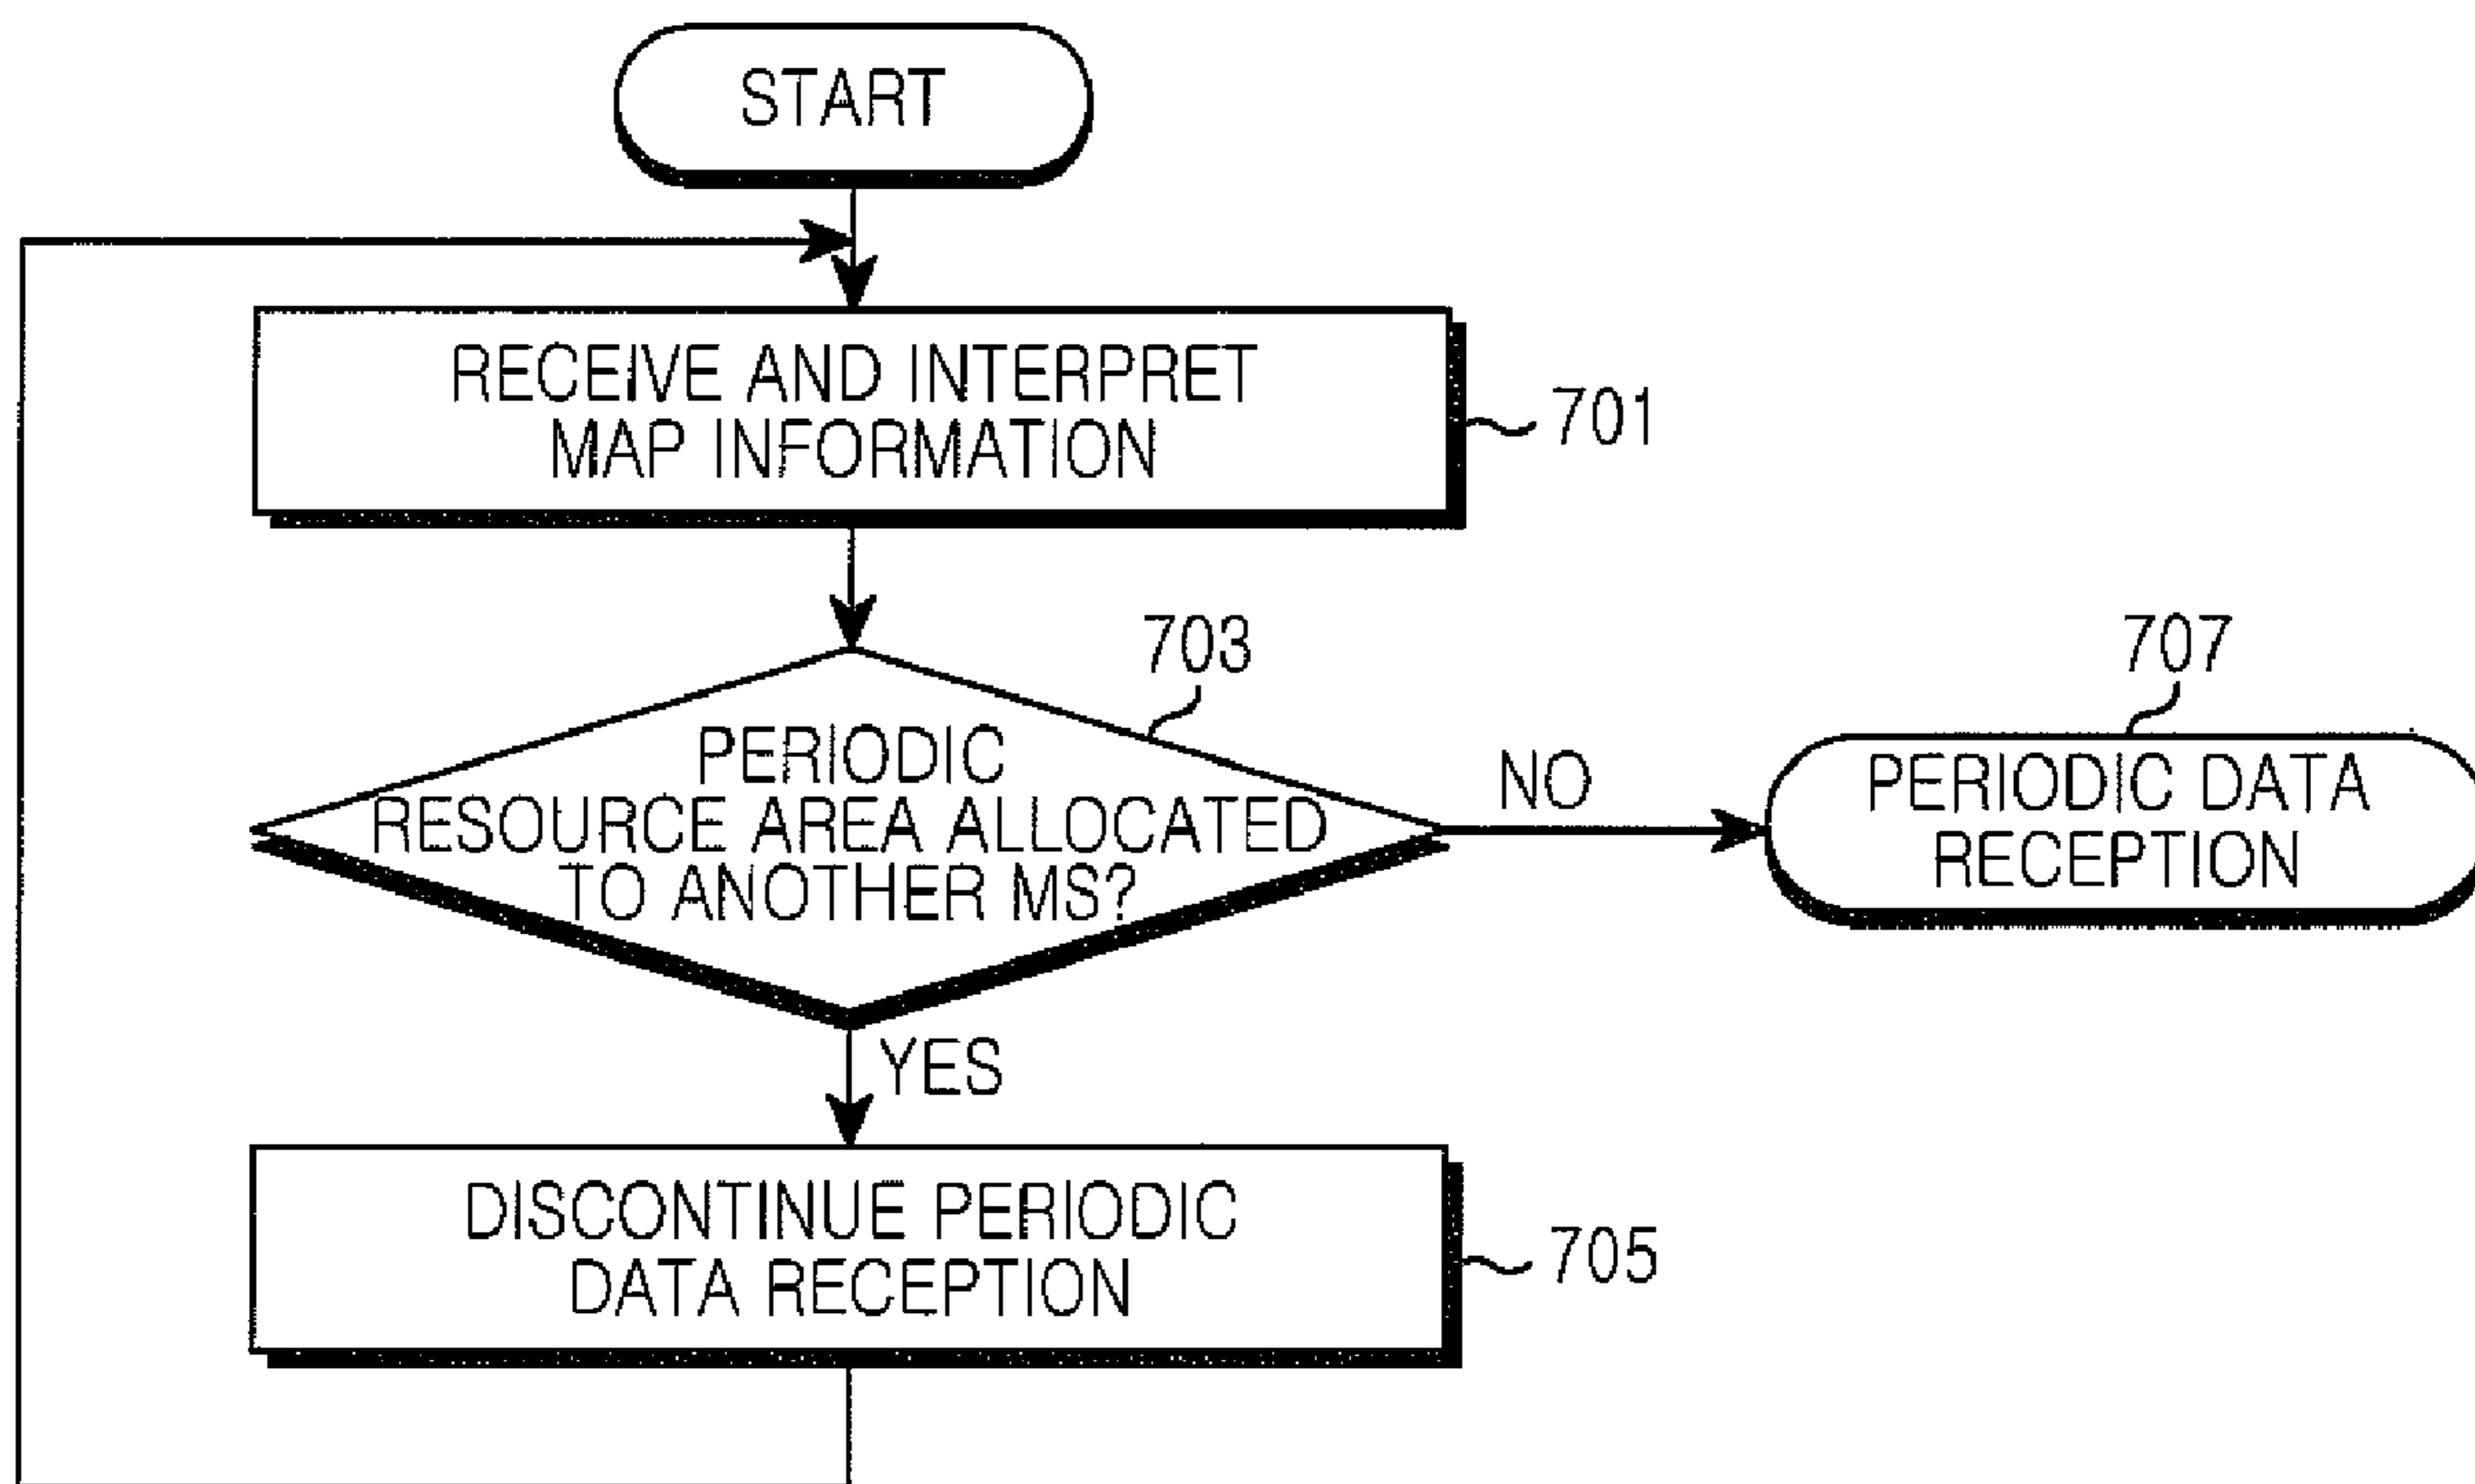 START
RECEIVE AND INTERPRET
MAP INFORMATION
701
703
PERIODIC
RESOURCE AREA ALLOCATED
TO ANOTHER MS?
NO
707
PERIODIC DATA
RECEPTION
YES
DISCONTINUE PERIODIC
DATA RECEPTION
705